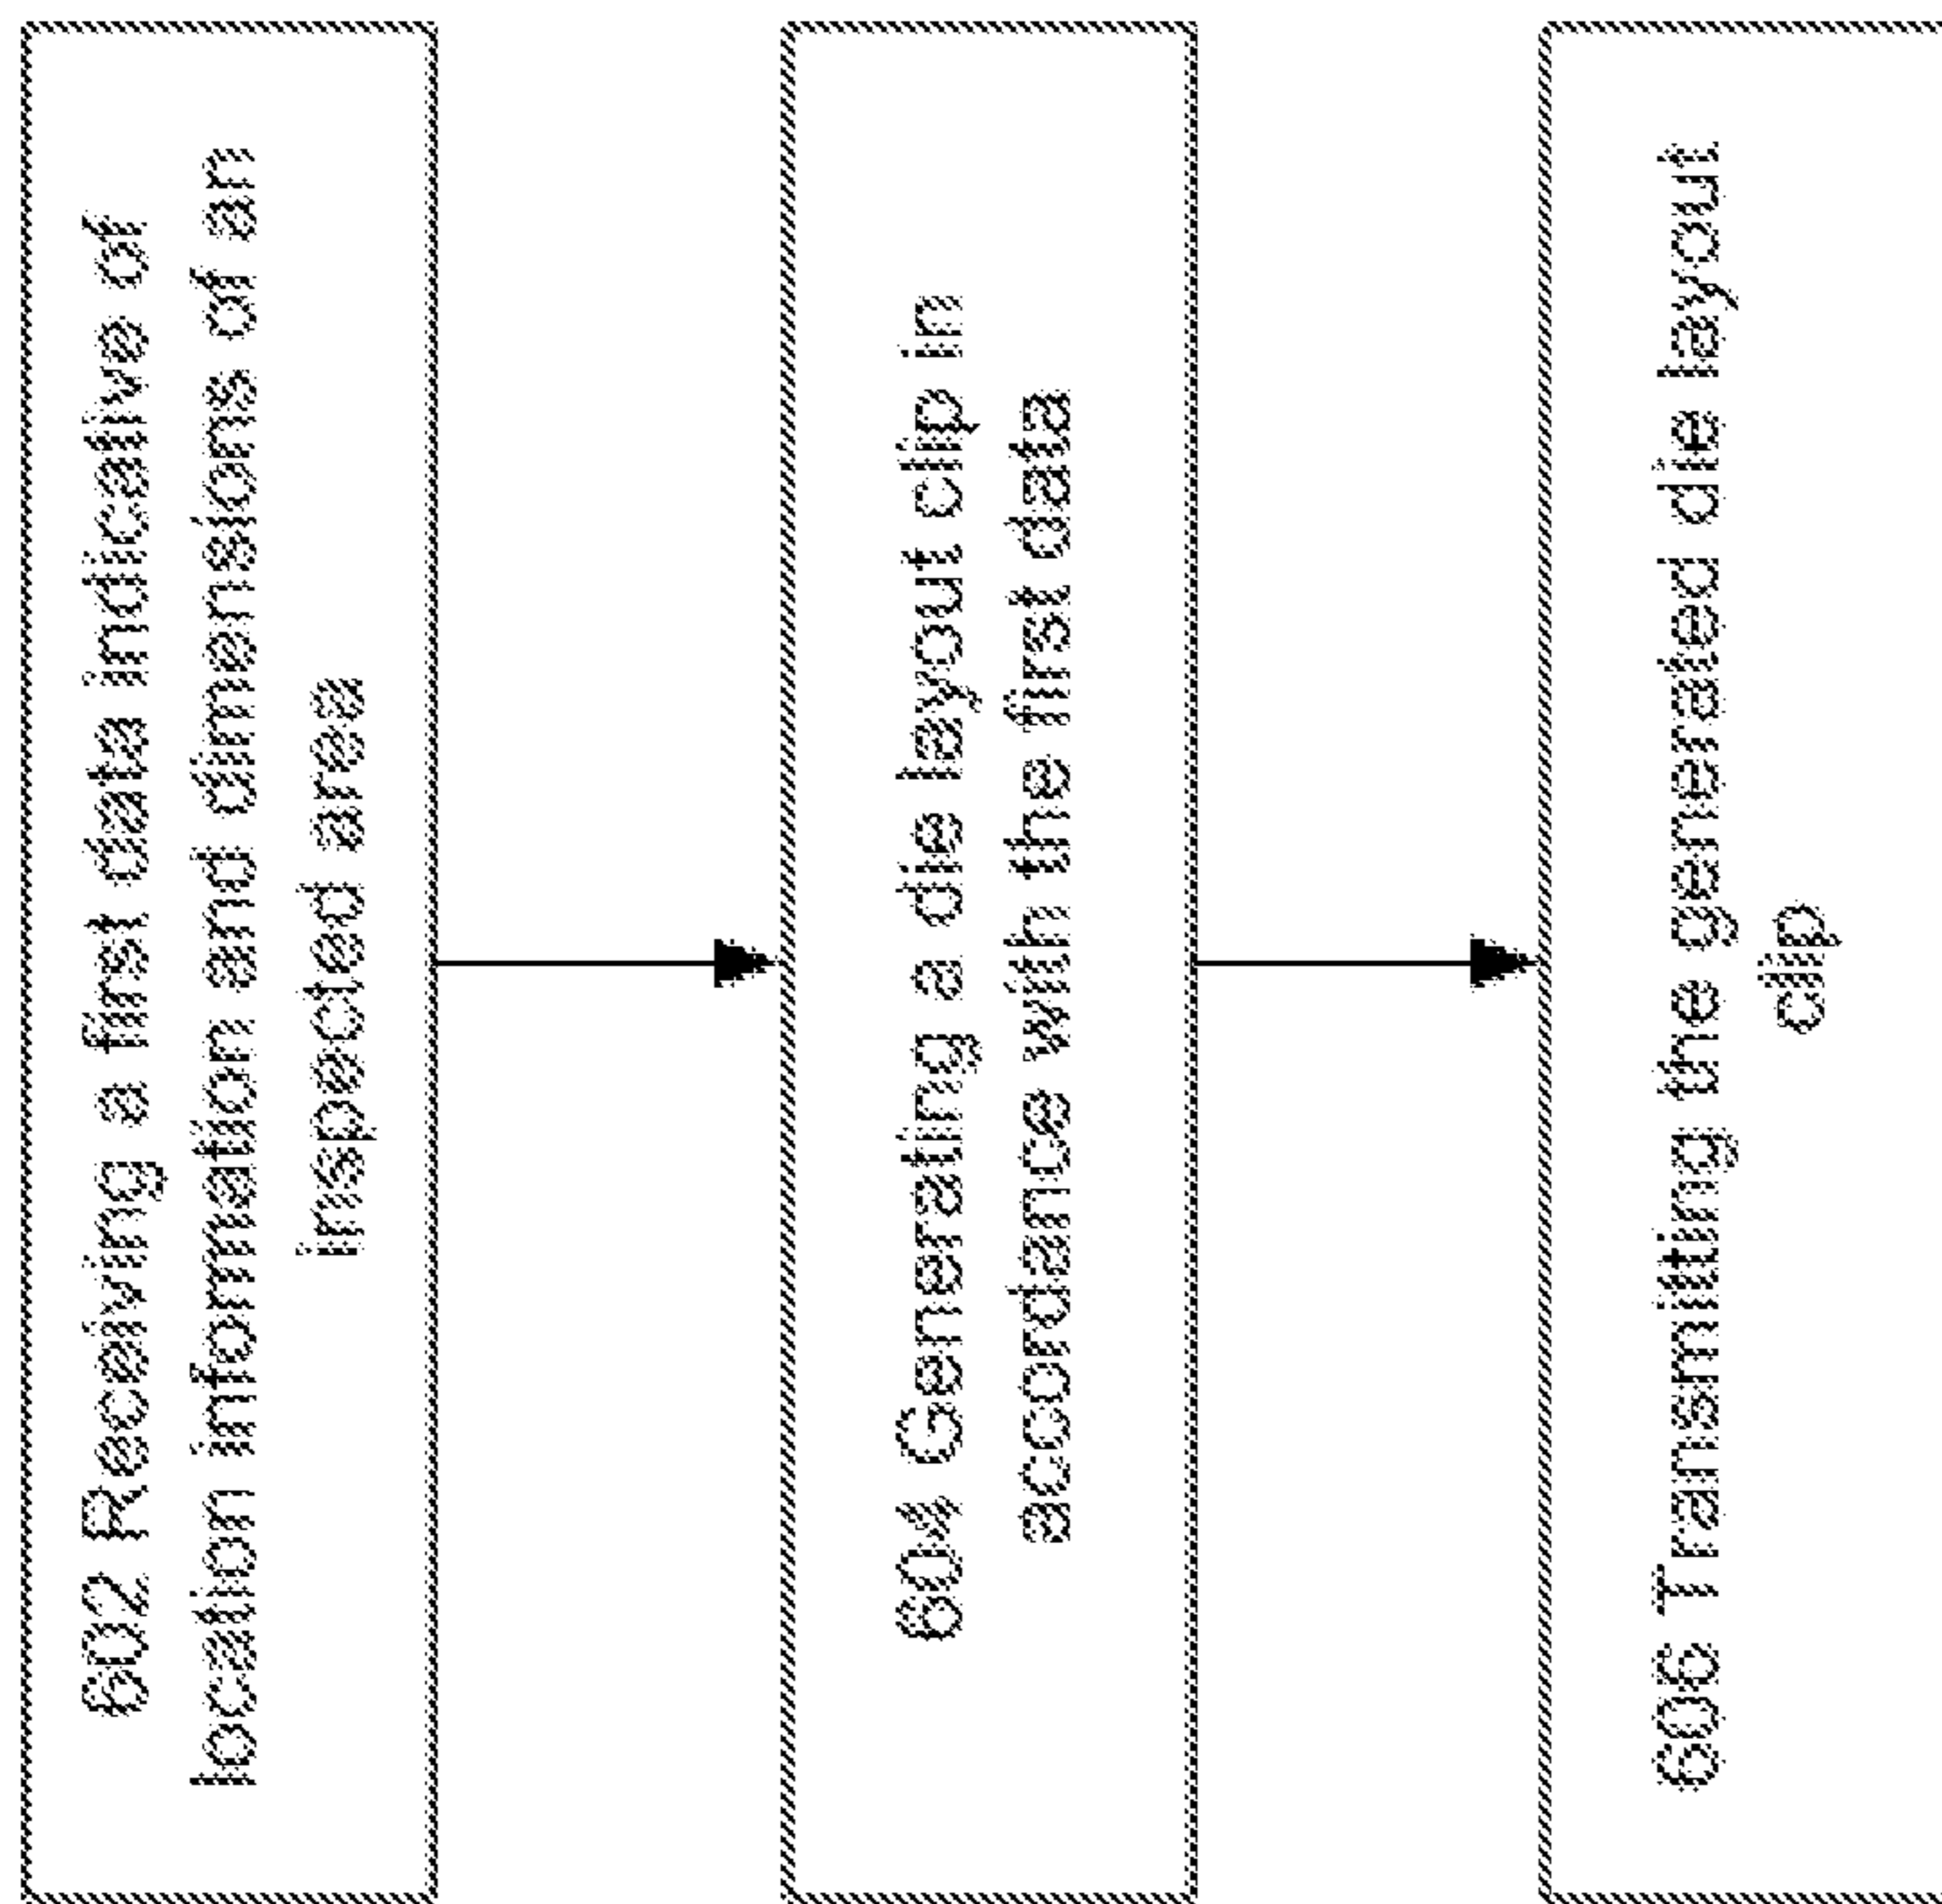 602 Receiving a first data indicative of
location information and dimensions of an
inspected area
604 Generating a die layout clip in
accordance with the first data
606 Transmitting the generated die layout
clip